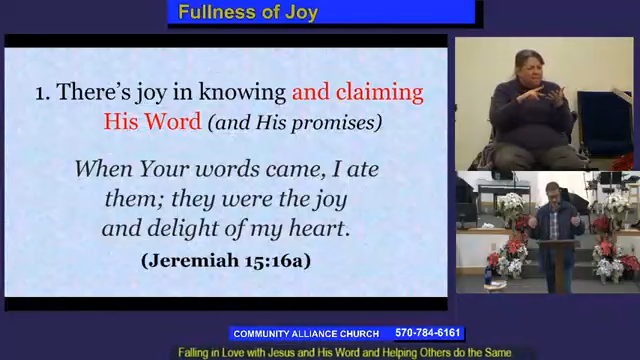 Fullness of Joy
1. There's joy in knowing and claiming
His Word (and His promises)
When Your words came, I ate
them; they were the joy
and delight of my heart.
(Jeremiah 15:16a)
COMMUNITY ALLIANCE CHURCH 570-784-6161
Falling in Love with Jesus and His Word and Helping Others do the Same